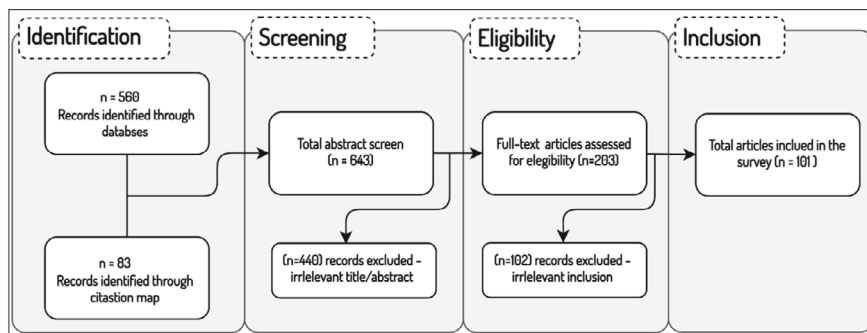 Identification
n = 560
Records identified through
databses
n = 83
Records identified through
citastion map
Screening
Total abstract screen
(n = 643)
(n=440) records excluded -
irrlelevant title/abstract
Eligibility
Full-text articles assessed
for elegibility (n=203)
(n=102) records excluded -
irrlelevant inclusion
Inclusion
Total articles inclued in the
survey (n = 101 )